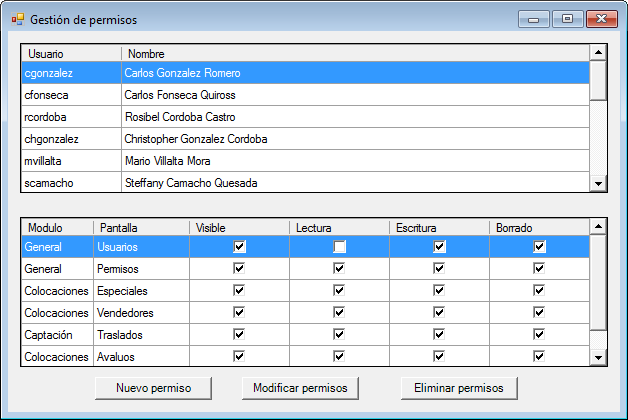 Gestión de permisos
Usuario Nombre
cgonzalez Carlos Gonzalez Romero
cfonseca Carlos Fonseca Quiross
rcordoba Rosibel Cordoba Castro
chgonzalez Christopher Gonzalez Cordoba
mvillalta Mario Villalta Mora
scamacho Steffany Camacho Quesada
Modulo Pantalla Visible Lectura Escritura Borrado
General Usuarios
General Permisos
Colocaciones Especiales
Colocaciones Vendedores
Captación Traslados
Colocaciones Avaluos
Nuevo permiso Modificar permisos Eliminar permisos